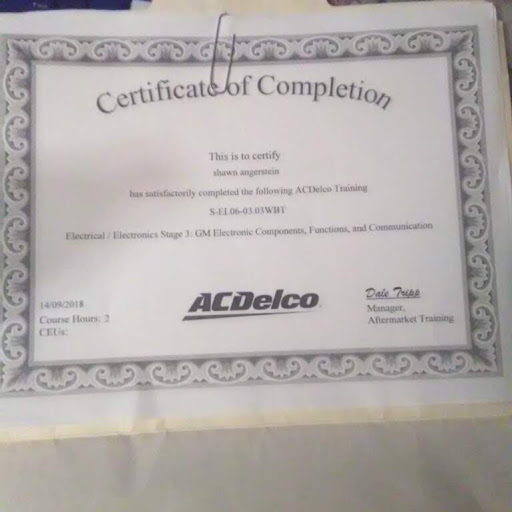 Certificate of Completion
This is to certify
shawn angerstein
has satisfactorily completed the following ACDelco Training
S-EL06-03.03WBT
Electrical / Electronics Stage 3: GM Electronic Components, Functions, and Communication
14/09/2018
Course Hours: 2
CEUs:
ACDelco
Dale Tripp
Manager,
Aftermarket Training